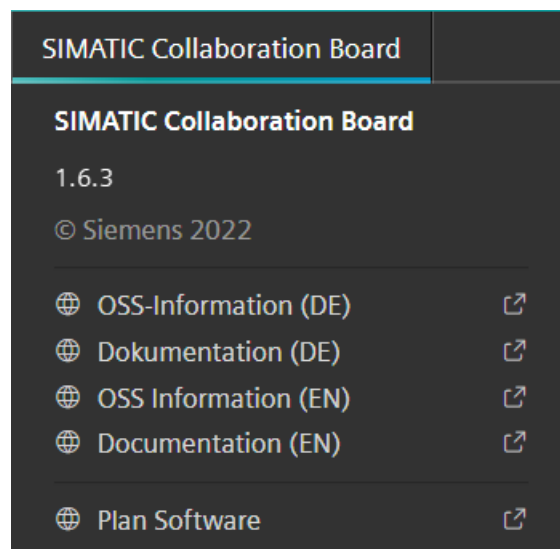 SIMATIC Collaboration Board
SIMATIC Collaboration Board
1.6.3
© Siemens 2022
OSS-Information (DE)
Dokumentation (DE)
OSS Information (EN)
Documentation (EN)
Plan Software